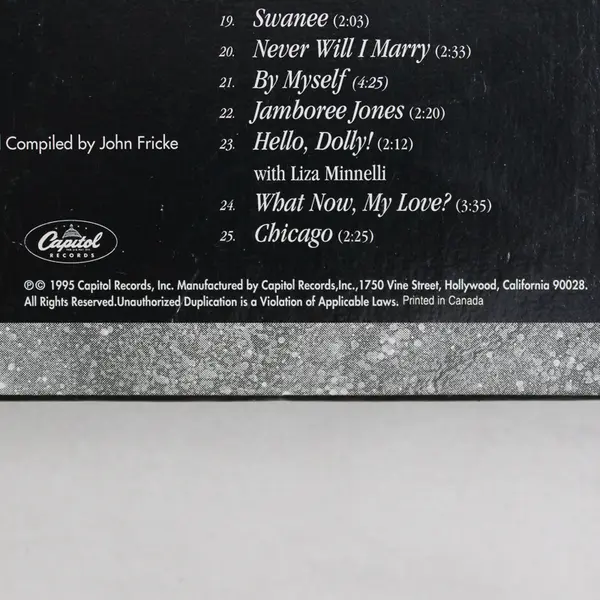 19. Swanee (2:03)
20. Never Will I Marry (2:33)
21. By Myself (4:25)
22. Jamboree Jones (2:20)
Compiled by John Fricke
23. Hello, Dolly! (2:12)
with Liza Minnelli
24. What Now, My Love? (3:35)
25. Chicago (2:25)
Capitol
RECORDS
℗© 1995 Capitol Records, Inc. Manufactured by Capitol Records,Inc.,1750 Vine Street, Hollywood, California 90028.
All Rights Reserved.Unauthorized Duplication is a Violation of Applicable Laws. Printed in Canada